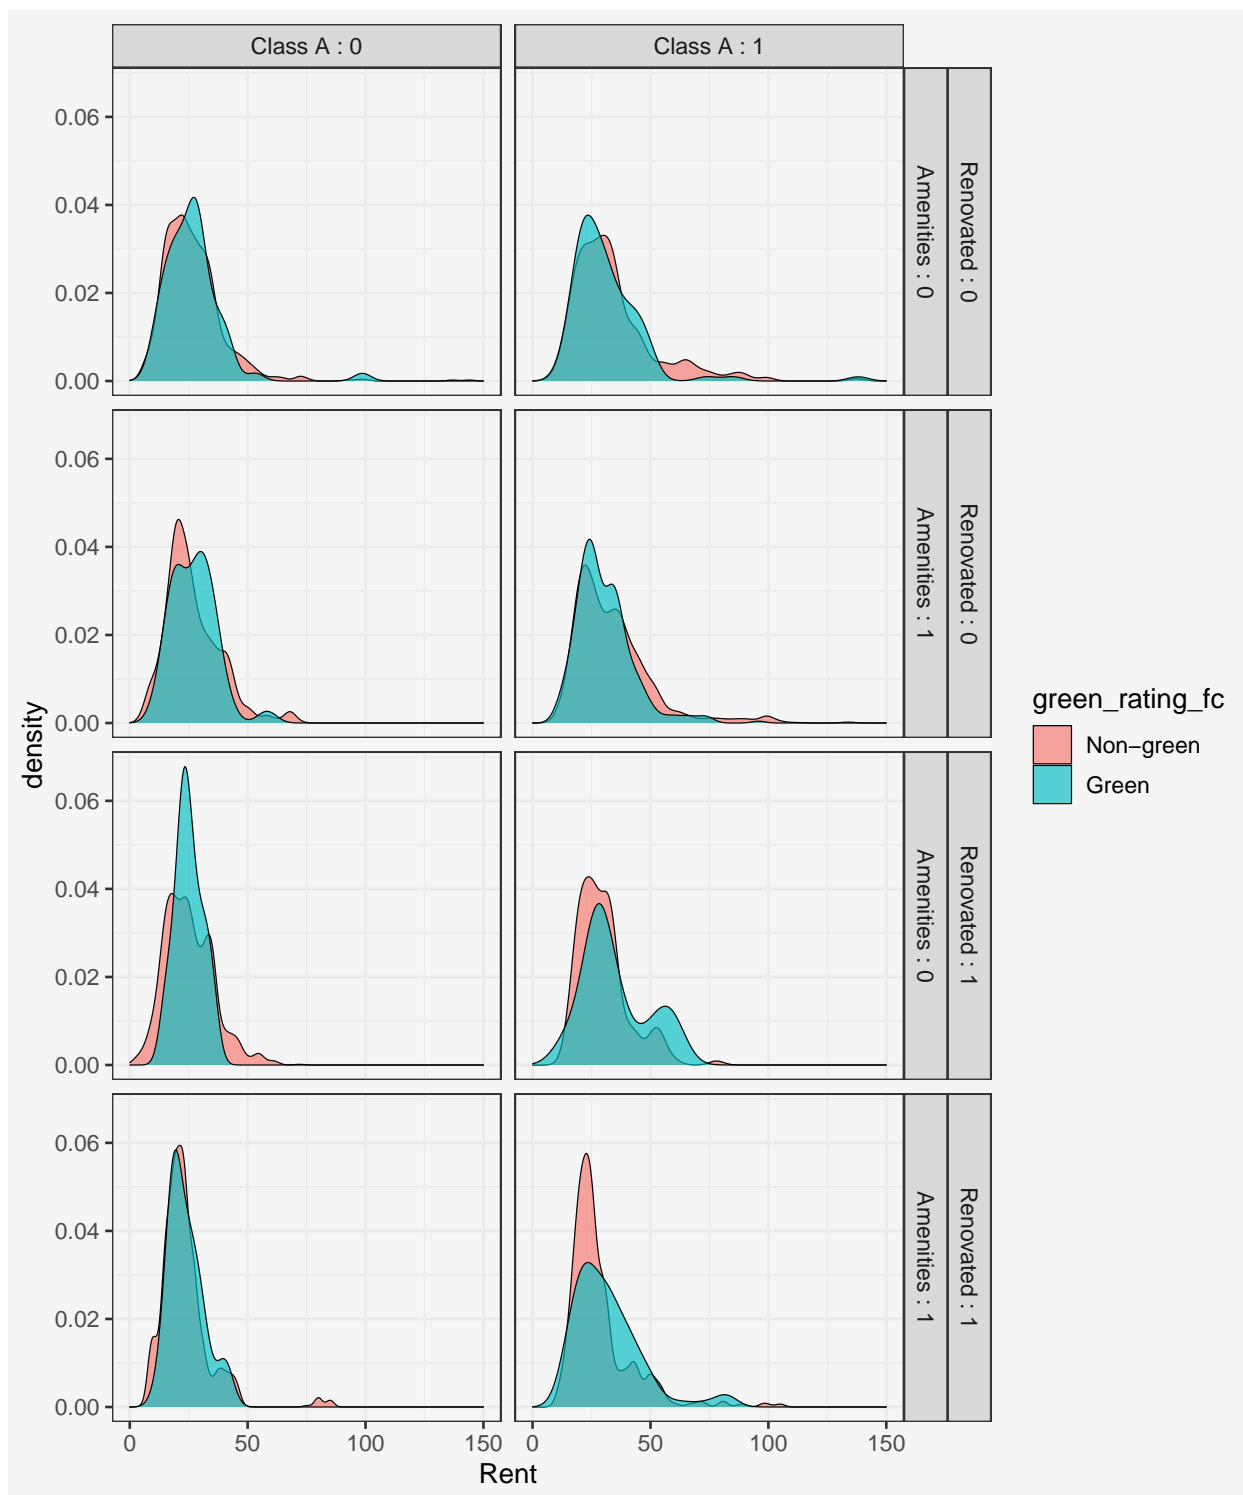 Class A : 0
Class A : 1
0.06
0.04
0.02
0.00
Amenities : 0
Renovated : 0
0.06
0.04
0.02
0.00
Amenities : 1
Renovated : 0
density
0.06
0.04
0.02
0.00
Amenities : 0
Renovated : 1
0.06
0.04
0.02
0.00
Amenities : 1
Renovated : 1
0
50
100
150
0
50
100
150
Rent
green_rating_fc
Non−green
Green